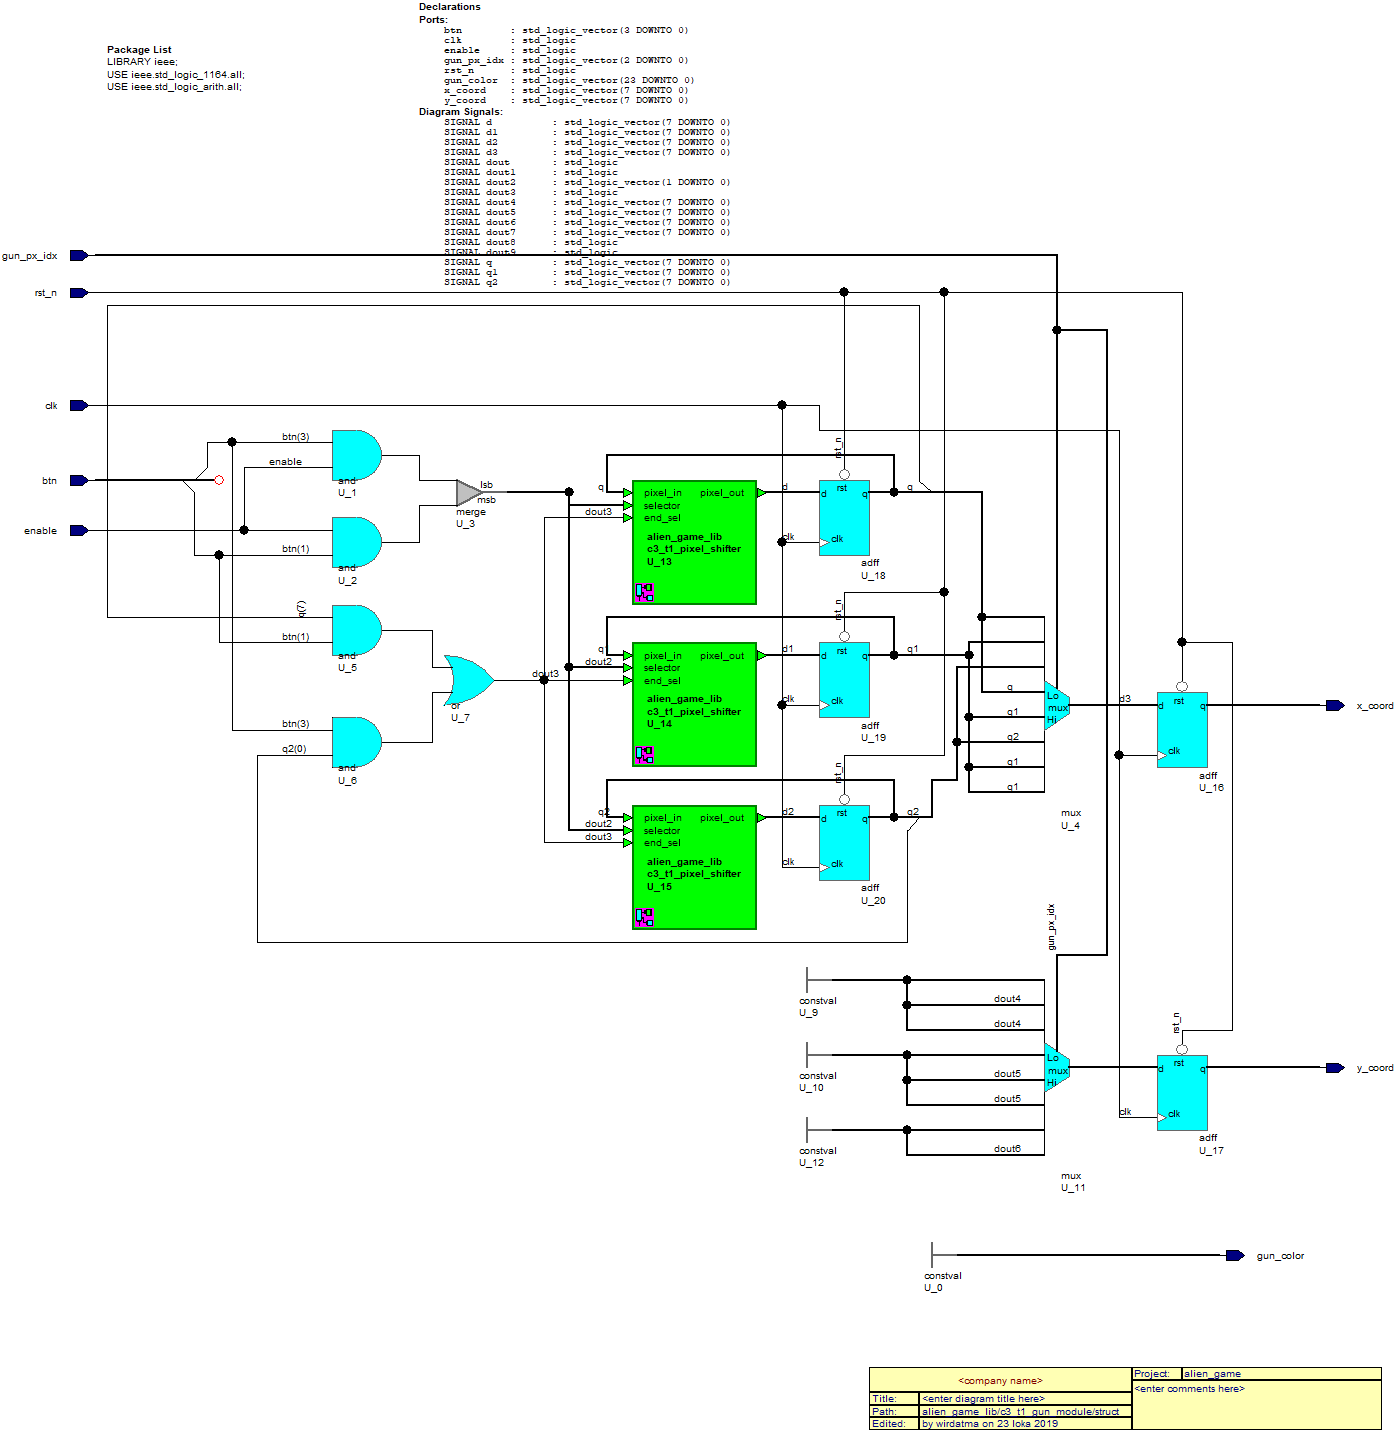 Declarations
Ports:
btn : std_logic_vector(3 DOWNTO 0)
clk : std_logic
enable : std_logic
gun_px_idx : std_logic_vector(2 DOWNTO 0)
rst_n : std_logic
gun_color : std_logic_vector(23 DOWNTO 0)
x_coord : std_logic_vector(7 DOWNTO 0)
y_coord : std_logic_vector(7 DOWNTO 0)
Diagram Signals:
SIGNAL d : std_logic_vector(7 DOWNTO 0)
SIGNAL d1 : std_logic_vector(7 DOWNTO 0)
SIGNAL d2 : std_logic_vector(7 DOWNTO 0)
SIGNAL d3 : std_logic_vector(7 DOWNTO 0)
SIGNAL dout : std_logic
SIGNAL dout1 : std_logic
SIGNAL dout2 : std_logic_vector(1 DOWNTO 0)
SIGNAL dout3 : std_logic
SIGNAL dout4 : std_logic_vector(7 DOWNTO 0)
SIGNAL dout5 : std_logic_vector(7 DOWNTO 0)
SIGNAL dout6 : std_logic_vector(7 DOWNTO 0)
SIGNAL dout7 : std_logic_vector(7 DOWNTO 0)
SIGNAL dout8 : std_logic
SIGNAL dout9 : std_logic
SIGNAL q : std_logic_vector(7 DOWNTO 0)
SIGNAL q1 : std_logic_vector(7 DOWNTO 0)
SIGNAL q2 : std_logic_vector(7 DOWNTO 0)
Package List
LIBRARY ieee;
USE ieee.std_logic_1164.all;
USE ieee.std_logic_arith.all;
gun_px_idx
rst_n
clk
btn
enable
btn(3)
enable
and
U_1
btn(1)
and
U_2
lsb
msb
merge
U_3
q(7)
btn(1)
and
U_5
btn(3)
q2(0)
and
U_6
or
U_7
dout3
q
dout3
pixel_in pixel_out
selector
end_sel
alien_game_lib
c3_t1_pixel_shifter
U_13
d
clk
rst_n
rst
d q
clk
adff
U_18
q
q1
dout2
pixel_in pixel_out
selector
end_sel
alien_game_lib
c3_t1_pixel_shifter
U_14
d1
clk
rst_n
rst
d q
clk
adff
U_19
q1
q2
dout2
dout3
pixel_in pixel_out
selector
end_sel
alien_game_lib
c3_t1_pixel_shifter
U_15
d2
clk
rst_n
rst
d q
clk
adff
U_20
q2
q
q1
q2
q1
q1
Lo
mux
Hi
mux
U_4
d3
rst
d q
clk
adff
U_16
x_coord
gun_px_idx
constval
U_9
dout4
dout4
constval
U_10
dout5
dout5
constval
U_12
dout6
Lo
mux
Hi
mux
U_11
rst_n
clk
rst
d q
clk
adff
U_17
y_coord
constval
U_0
gun_color
<company name>
Title: <enter diagram title here>
Path: alien_game_lib/c3_t1_gun_module/struct
Edited: by wirdatma on 23 loka 2019
Project: alien_game
<enter comments here>